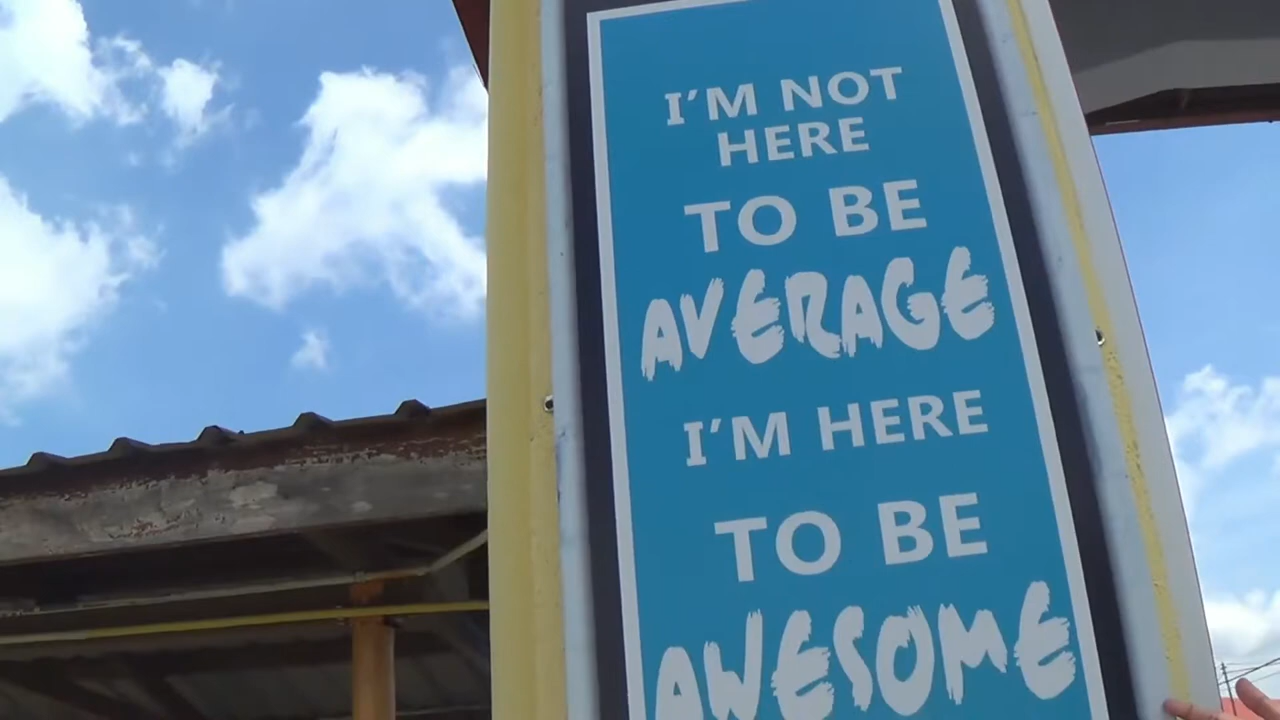 I'M NOT
HERE
TO BE
AVERAGE
I'M HERE
TO BE
AWESOME